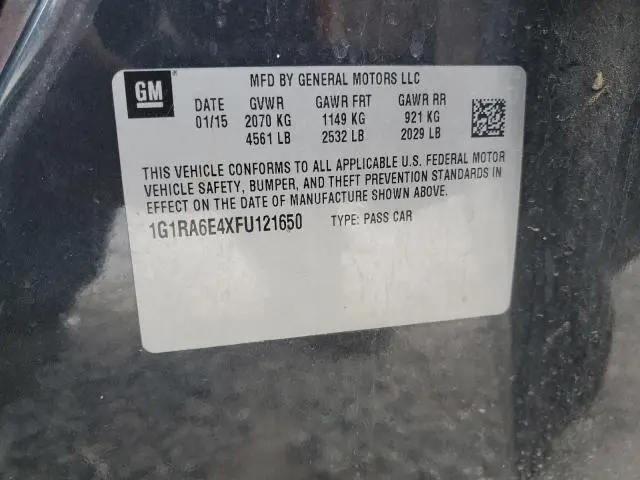 GM
MFD BY GENERAL MOTORS LLC
DATE GVWR GAWR FRT GAWR RR
01/15 2070 KG 1149 KG 921 KG
4561 LB 2532 LB 2029 LB
THIS VEHICLE CONFORMS TO ALL APPLICABLE U.S. FEDERAL MOTOR
VEHICLE SAFETY, BUMPER, AND THEFT PREVENTION STANDARDS IN
EFFECT ON THE DATE OF MANUFACTURE SHOWN ABOVE.
1G1RA6E4XFU121650 TYPE: PASS CAR